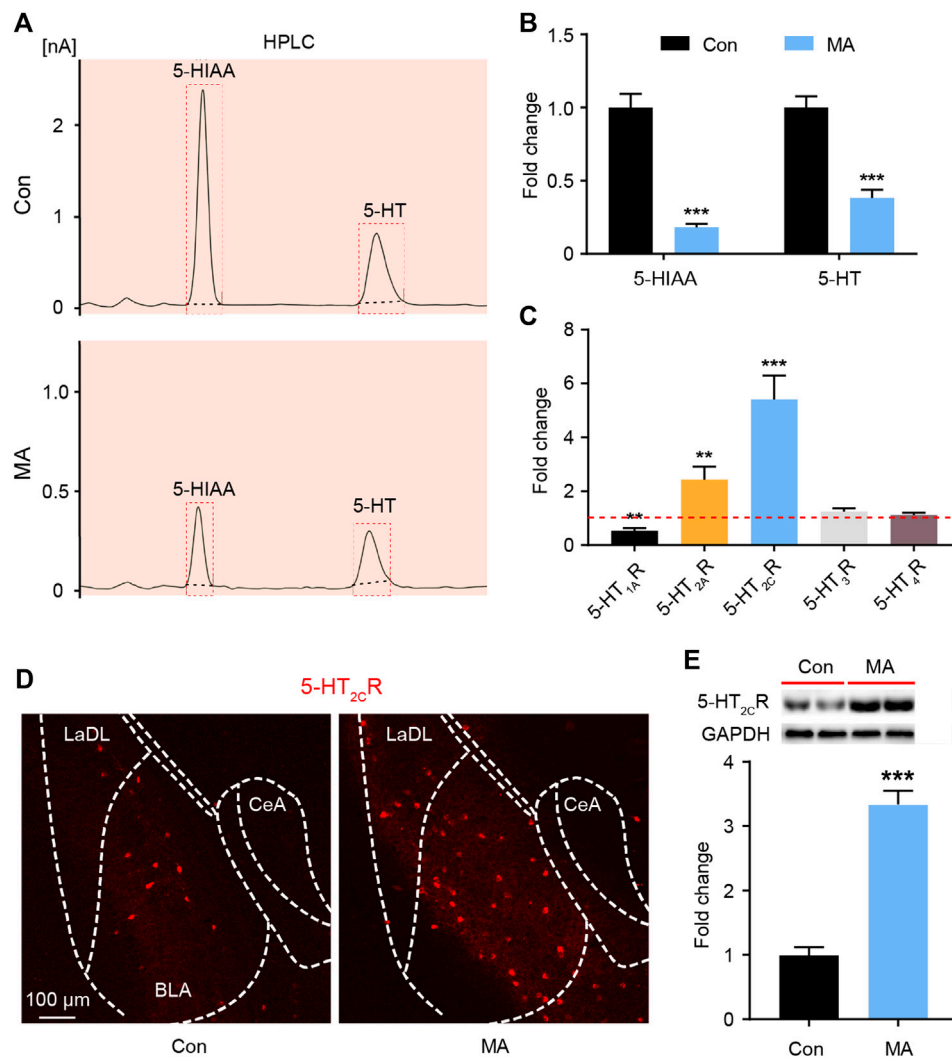 A
[nA]
HPLC
5-HIAA
2
5-HT
Con
1
0
1.0
MA
0.5
5-HIAA
5-HT
0
B
Con
MA
1.5
1.0
Fold change
0.5
***
***
0
5-HIAA
5-HT
C
8
6
Fold change
4
2
0
**
**
***
5-HT1AR
5-HT2AR
5-HT2CR
5-HT3R
5-HT4R
D
5-HT2CR
LaDL
CeA
BLA
100 μm
Con
LaDL
CeA
MA
E
Con
MA
5-HT2CR
GAPDH
***
4
3
Fold change
2
1
0
Con
MA